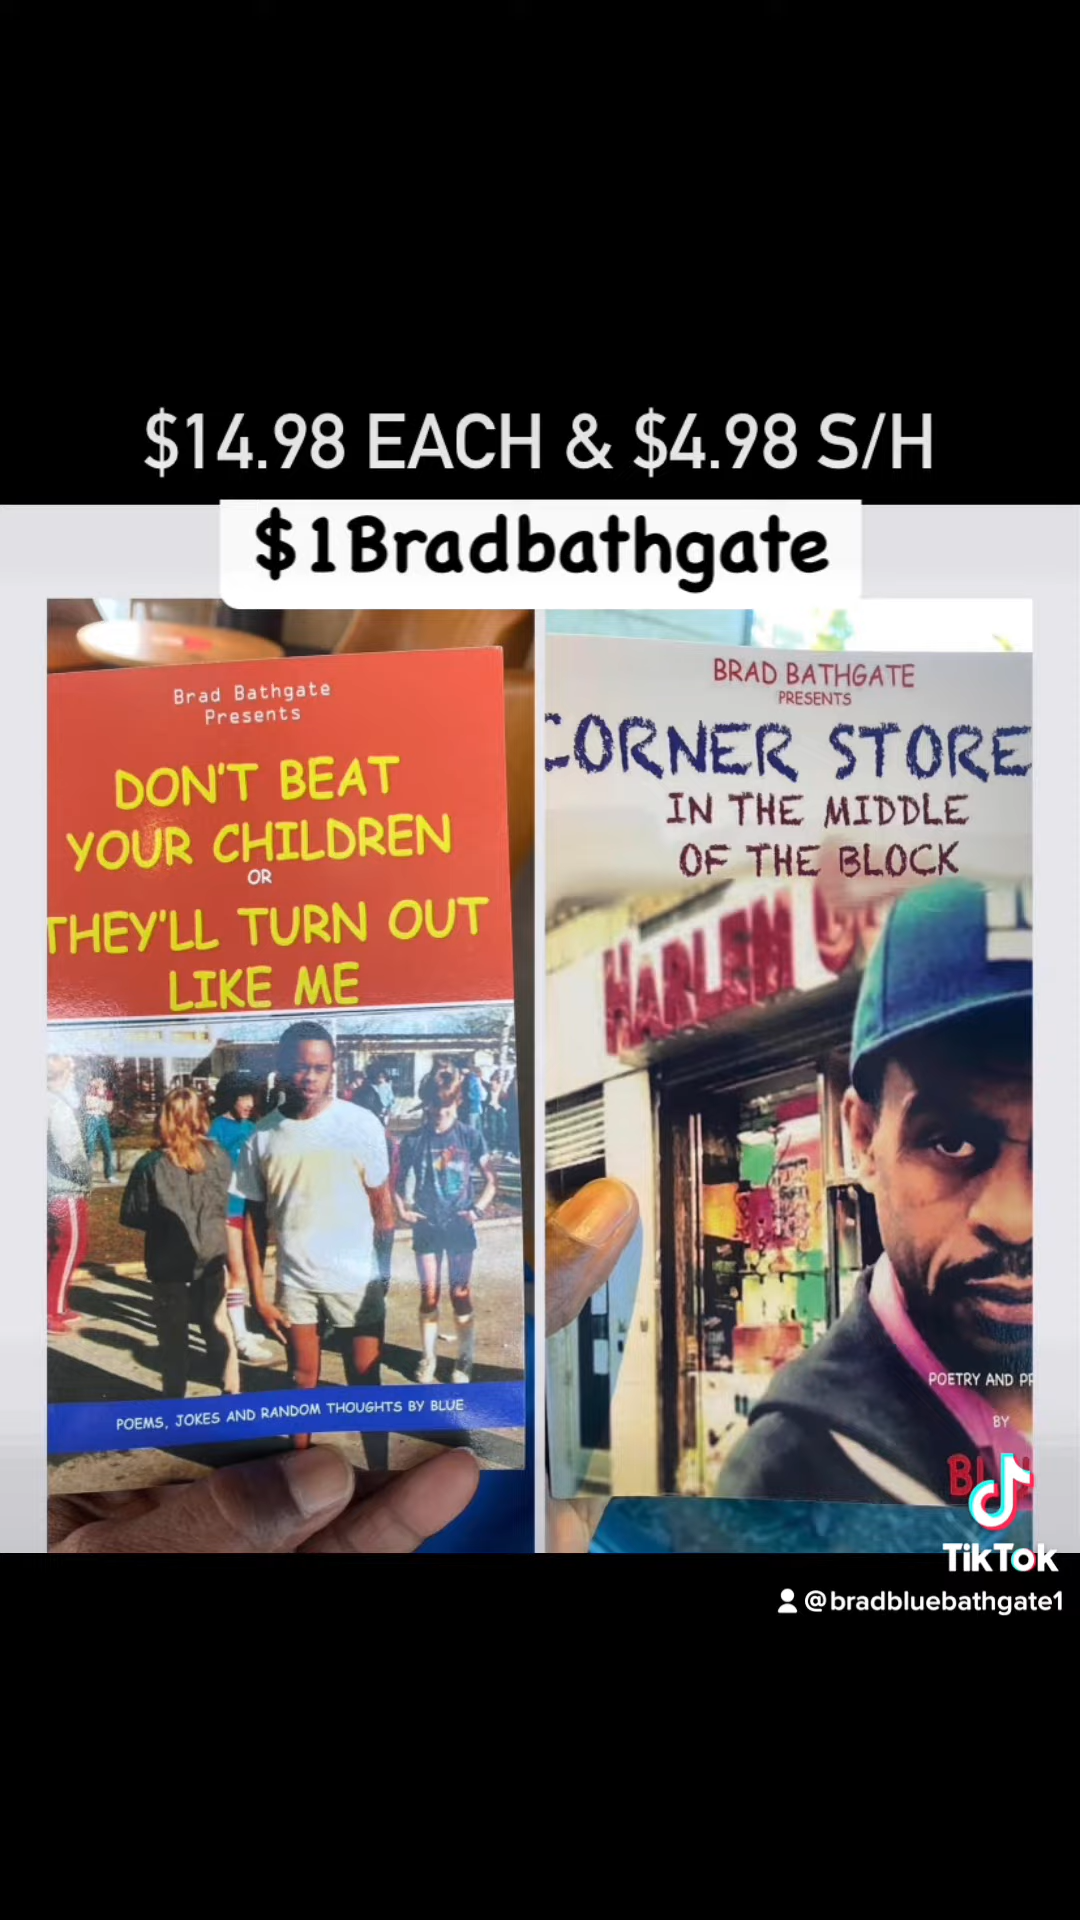 $14.98 EACH & $4.98 S/H
$1Bradbathgate
Brad Bathgate
Presents
DON'T BEAT
YOUR CHILDREN
OR
THEY'LL TURN OUT
LIKE ME
POEMS, JOKES AND RANDOM THOUGHTS BY BLUE
BRAD BATHGATE
PRESENTS
CORNER STORE
IN THE MIDDLE
OF THE BLOCK
HARLEM
POETRY AND
BY
TikTok
@bradbluebathgate1